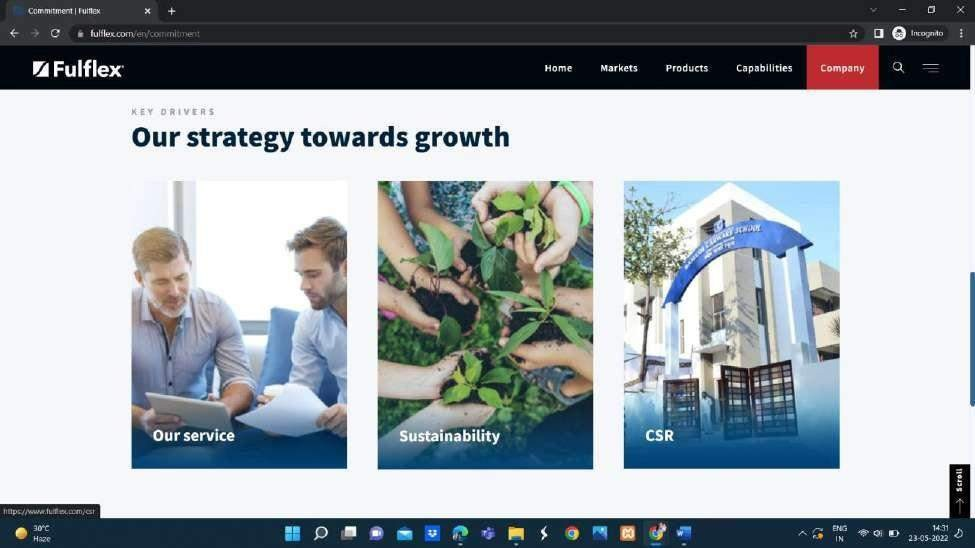 Commitment | Fulflex
fulflex.com/en/commitment
Incognito
Fulflex
Home
Markets
Products
Capabilities
Company
KEY DRIVERS
Our strategy towards growth
SCHOOL
Our service
Sustainability
CSR
Scroll
https://www.fulflex.com/csr
30°C
Haze
ENG
IN
14:31
23-05-2022